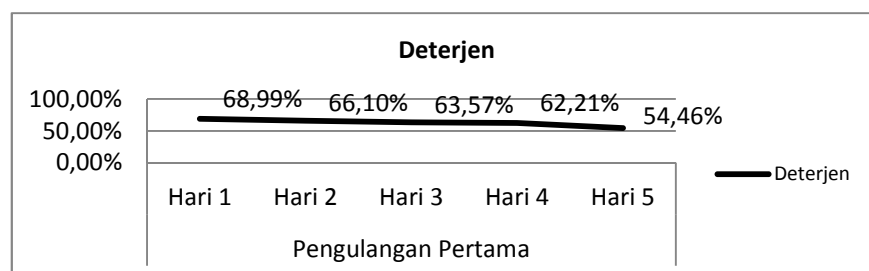 Deterjen
100,00%
50,00%
0,00%
68,99% 66,10% 63,57% 62,21% 54,46%
Hari 1 Hari 2 Hari 3 Hari 4 Hari 5
Pengulangan Pertama
Deterjen